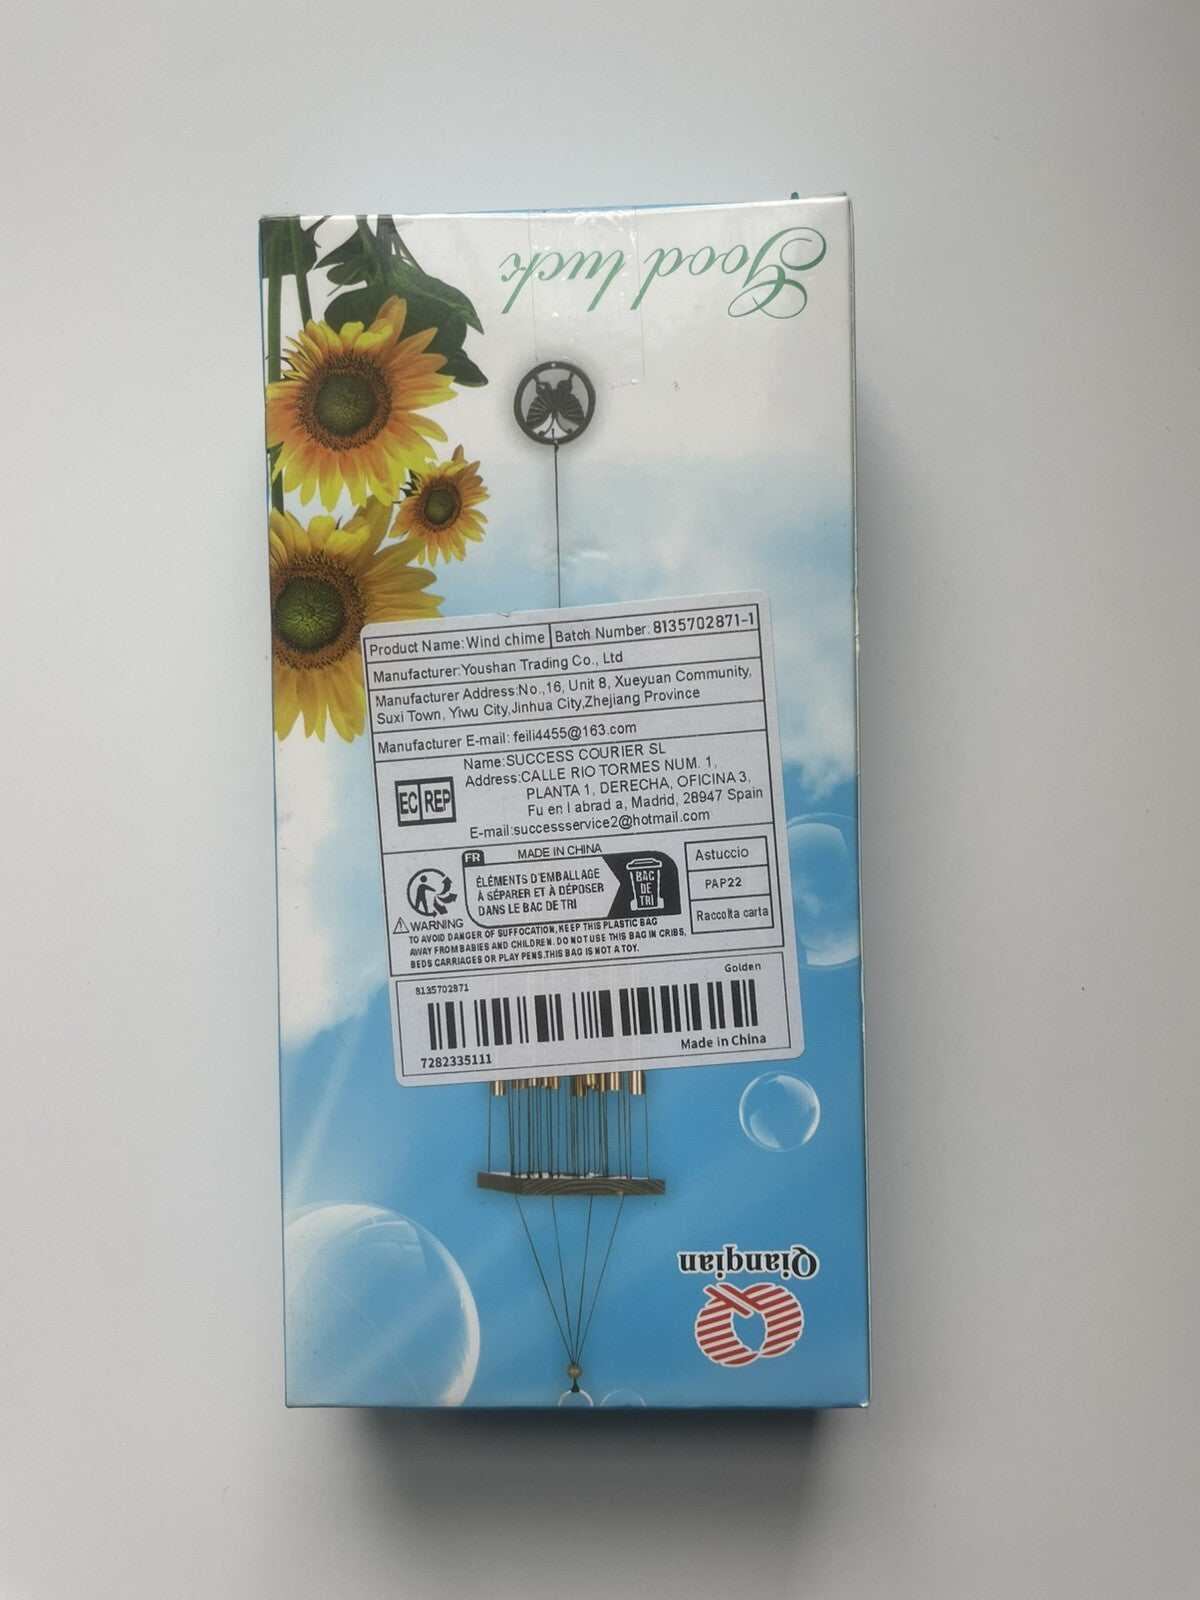 Good luck
Product Name:Wind chime Batch Number: 8135702871-1
Manufacturer:Youshan Trading Co., Ltd
Manufacturer Address:No.,16, Unit 8, Xueyuan Community,
Suxi Town, Yiwu City,Jinhua City,Zhejiang Province
Manufacturer E-mail: feili4455@163.com
EC REP
Name:SUCCESS COURIER SL
Address:CALLE RIO TORMES NUM. 1,
PLANTA 1, DERECHA, OFICINA 3,
Fu en l abrad a, Madrid, 28947 Spain
E-mail:successservice2@hotmail.com
FR MADE IN CHINA
ÉLÉMENTS D'EMBALLAGE
À SÉPARER ET À DÉPOSER
DANS LE BAC DE TRI
BAC
DE
TRI
Astuccio
PAP22
Raccolta carta
WARNING
TO AVOID DANGER OF SUFFOCATION,KEEP THIS PLASTIC BAG
AWAY FROM BABIES AND CHILDREN. DO NOT USE THIS BAG IN CRIBS,
BEDS CARRIAGES OR PLAY PENS.THIS BAG IS NOT A TOY.
8135702871 Golden
7282335111 Made in China
Qianqian